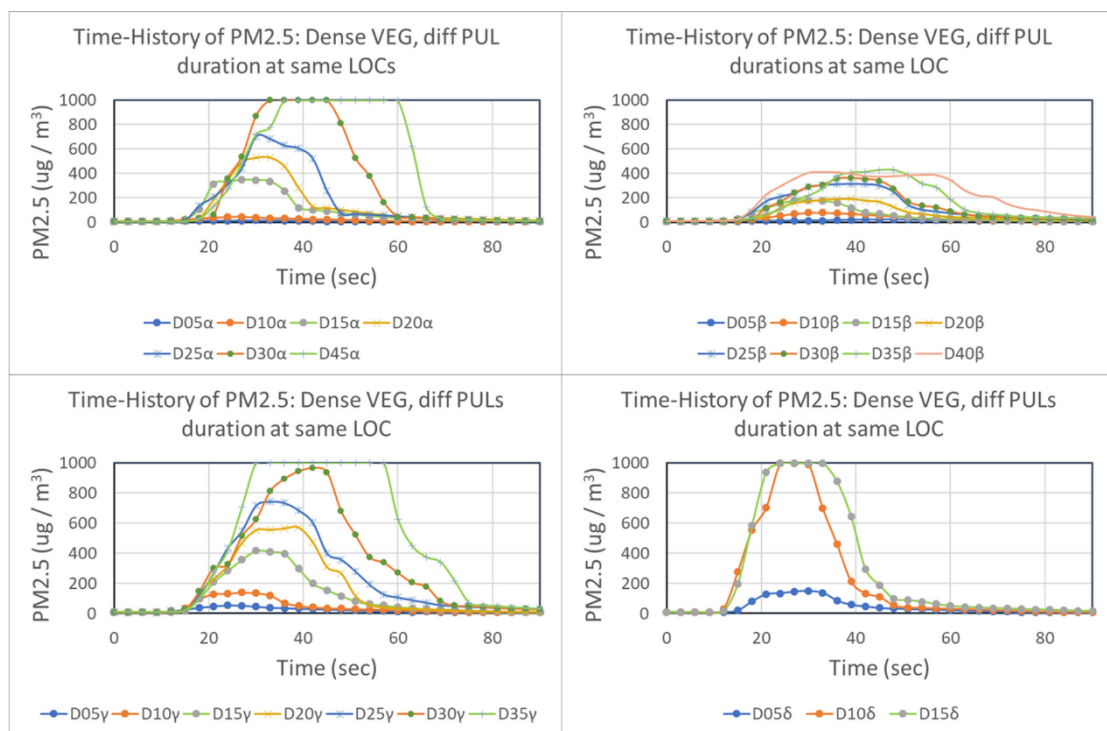 Time-History of PM2.5: Dense VEG, diff PUL
duration at same LOCs
PM2.5 (ug / m³)
1000
800
600
400
200
0
0 20 40 60 80
Time (sec)
D05α D10α D15α D20α
D25α D30α D45α
Time-History of PM2.5: Dense VEG, diff PUL
durations at same LOC
PM2.5 (ug / m³)
1000
800
600
400
200
0
0 20 40 60 80
Time (sec)
D05β D10β D15β D20β
D25β D30β D35β D40β
Time-History of PM2.5: Dense VEG, diff PULs
duration at same LOC
PM2.5 (ug / m³)
1000
800
600
400
200
0
0 20 40 60 80
Time (sec)
D05γ D10γ D15γ D20γ D25γ D30γ D35γ
Time-History of PM2.5: Dense VEG, diff PULs
duration at same LOC
PM2.5 (ug / m³)
1000
800
600
400
200
0
0 20 40 60 80
Time (sec)
D05δ D10δ D15δ